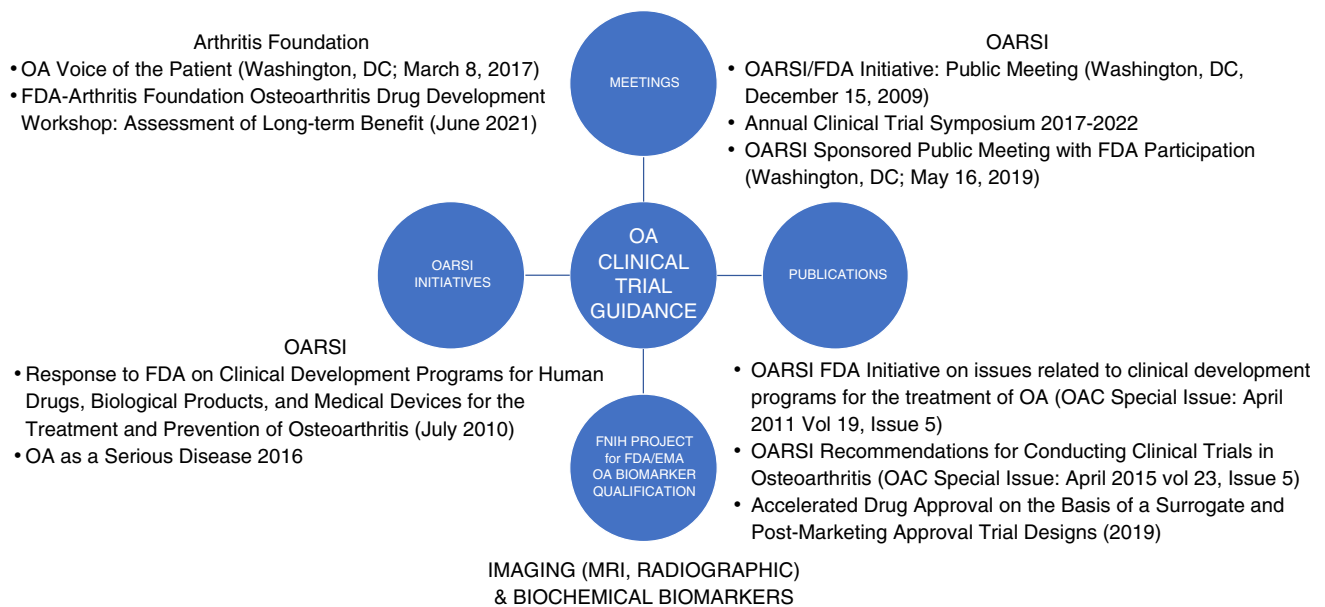 Arthritis Foundation
• OA Voice of the Patient (Washington, DC; March 8, 2017)
• FDA-Arthritis Foundation Osteoarthritis Drug Development
Workshop: Assessment of Long-term Benefit (June 2021)
MEETINGS
OARSI
• OARSI/FDA Initiative: Public Meeting (Washington, DC,
December 15, 2009)
• Annual Clinical Trial Symposium 2017-2022
• OARSI Sponsored Public Meeting with FDA Participation
(Washington, DC; May 16, 2019)
OARSI
INITIATIVES
OA
CLINICAL
TRIAL
GUIDANCE
PUBLICATIONS
OARSI
• Response to FDA on Clinical Development Programs for Human
Drugs, Biological Products, and Medical Devices for the
Treatment and Prevention of Osteoarthritis (July 2010)
• OA as a Serious Disease 2016
FNIH PROJECT
for FDA/EMA
OA BIOMARKER
QUALIFICATION
• OARSI FDA Initiative on issues related to clinical development
programs for the treatment of OA (OAC Special Issue: April
2011 Vol 19, Issue 5)
• OARSI Recommendations for Conducting Clinical Trials in
Osteoarthritis (OAC Special Issue: April 2015 vol 23, Issue 5)
• Accelerated Drug Approval on the Basis of a Surrogate and
Post-Marketing Approval Trial Designs (2019)
IMAGING (MRI, RADIOGRAPHIC)
& BIOCHEMICAL BIOMARKERS